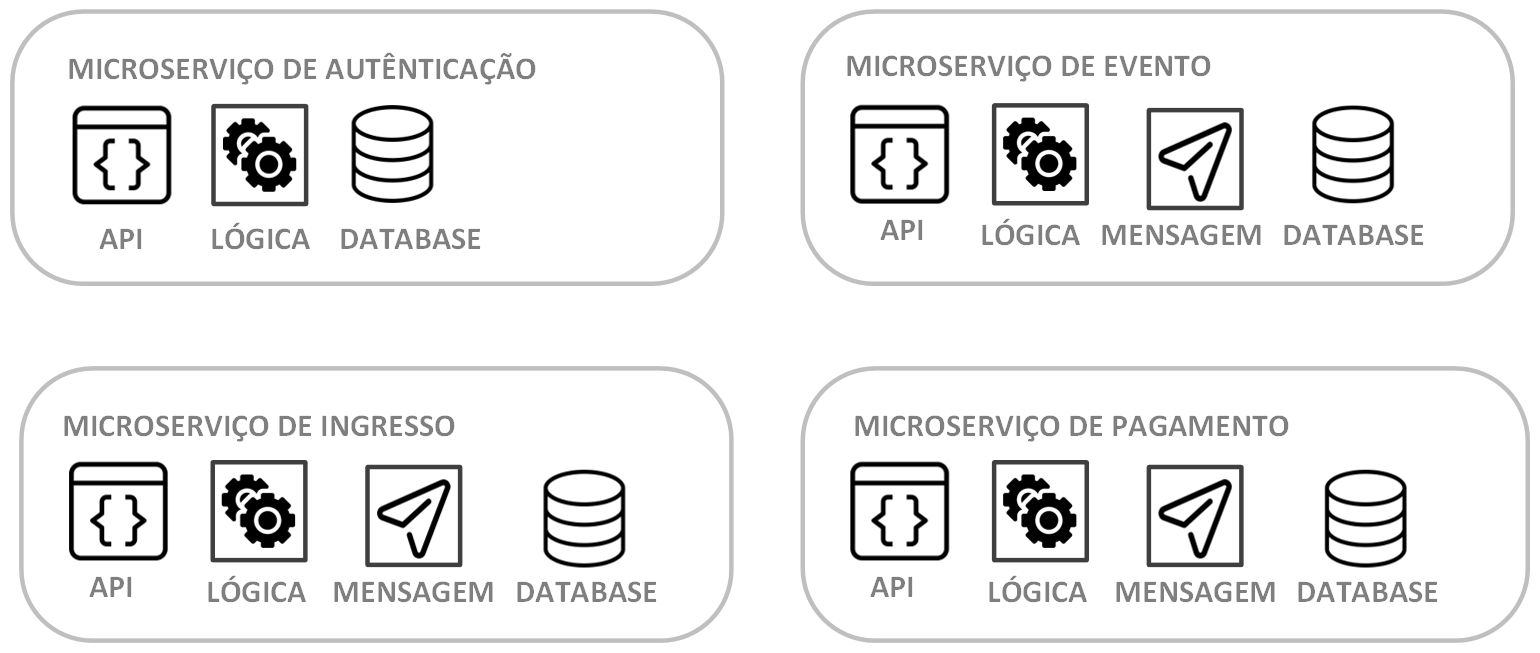 MICROSERVIÇO DE AUTÊNTICAÇÃO
{ }
API LÓGICA DATABASE
MICROSERVIÇO DE EVENTO
{ }
API LÓGICA MENSAGEM DATABASE
MICROSERVIÇO DE INGRESSO
{ }
API LÓGICA MENSAGEM DATABASE
MICROSERVIÇO DE PAGAMENTO
{ }
API LÓGICA MENSAGEM DATABASE